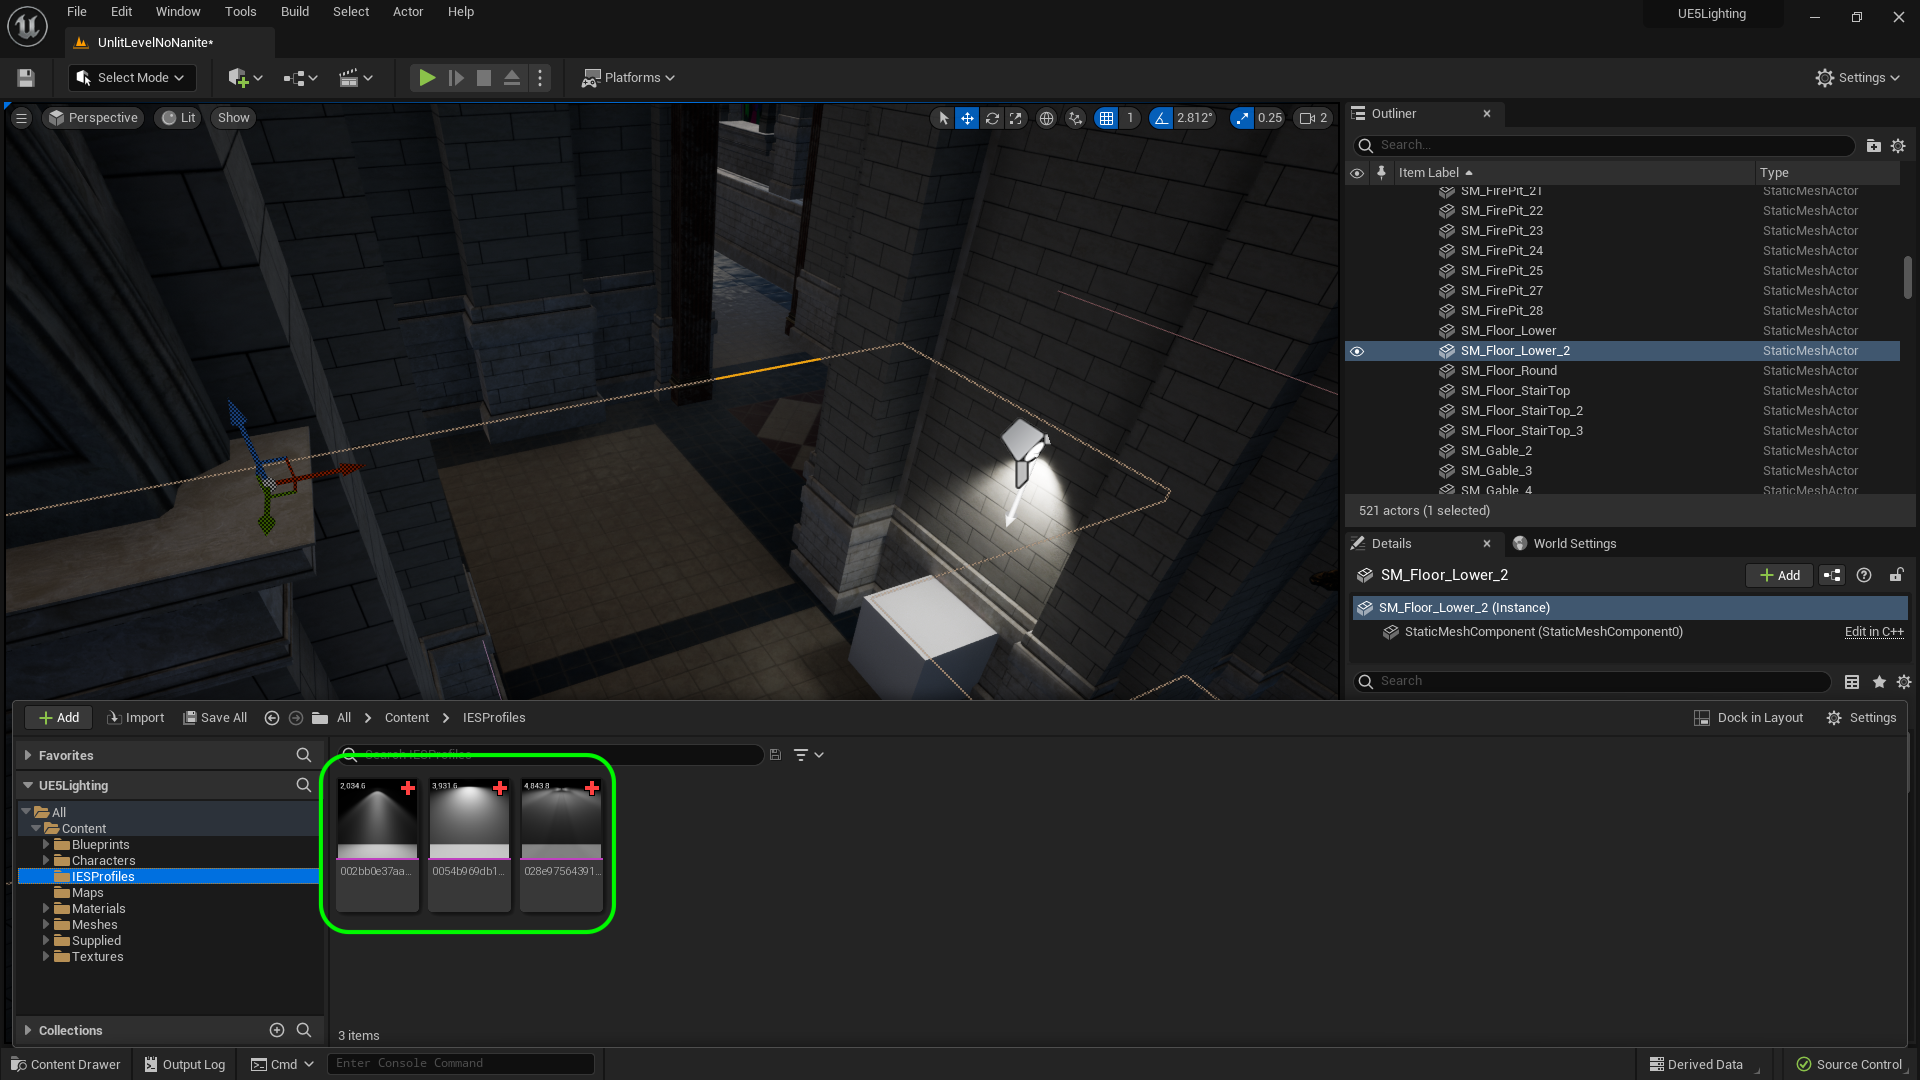 File Edit Window Tools Build Select Actor Help
UE5Lighting
UnlitLevelNoNanite*
Select Mode
Platforms
Settings
Perspective
Lit
Show
1
2.812°
0.25
2
Outliner
Search...
Item Label
Type
SM_FirePit_21 StaticMeshActor
SM_FirePit_22 StaticMeshActor
SM_FirePit_23 StaticMeshActor
SM_FirePit_24 StaticMeshActor
SM_FirePit_25 StaticMeshActor
SM_FirePit_27 StaticMeshActor
SM_FirePit_28 StaticMeshActor
SM_Floor_Lower StaticMeshActor
SM_Floor_Lower_2 StaticMeshActor
SM_Floor_Round StaticMeshActor
SM_Floor_StairTop StaticMeshActor
SM_Floor_StairTop_2 StaticMeshActor
SM_Floor_StairTop_3 StaticMeshActor
SM_Gable_2 StaticMeshActor
SM_Gable_3 StaticMeshActor
SM_Gable_4 StaticMeshActor
521 actors (1 selected)
Details
World Settings
SM_Floor_Lower_2
Add
SM_Floor_Lower_2 (Instance)
StaticMeshComponent (StaticMeshComponent0)
Edit in C++
Search
Add
Import
Save All
All
Content
IESProfiles
Dock in Layout
Settings
Favorites
Search IESProfiles
UE5Lighting
All
Content
Blueprints
Characters
IESProfiles
Maps
Materials
Meshes
Supplied
Textures
2,034.6
3,931.6
4,843.8
002bb0e37aa...
0054b969db1...
028e97564391...
Collections
3 items
Content Drawer
Output Log
Cmd
Enter Console Command
Derived Data
Source Control